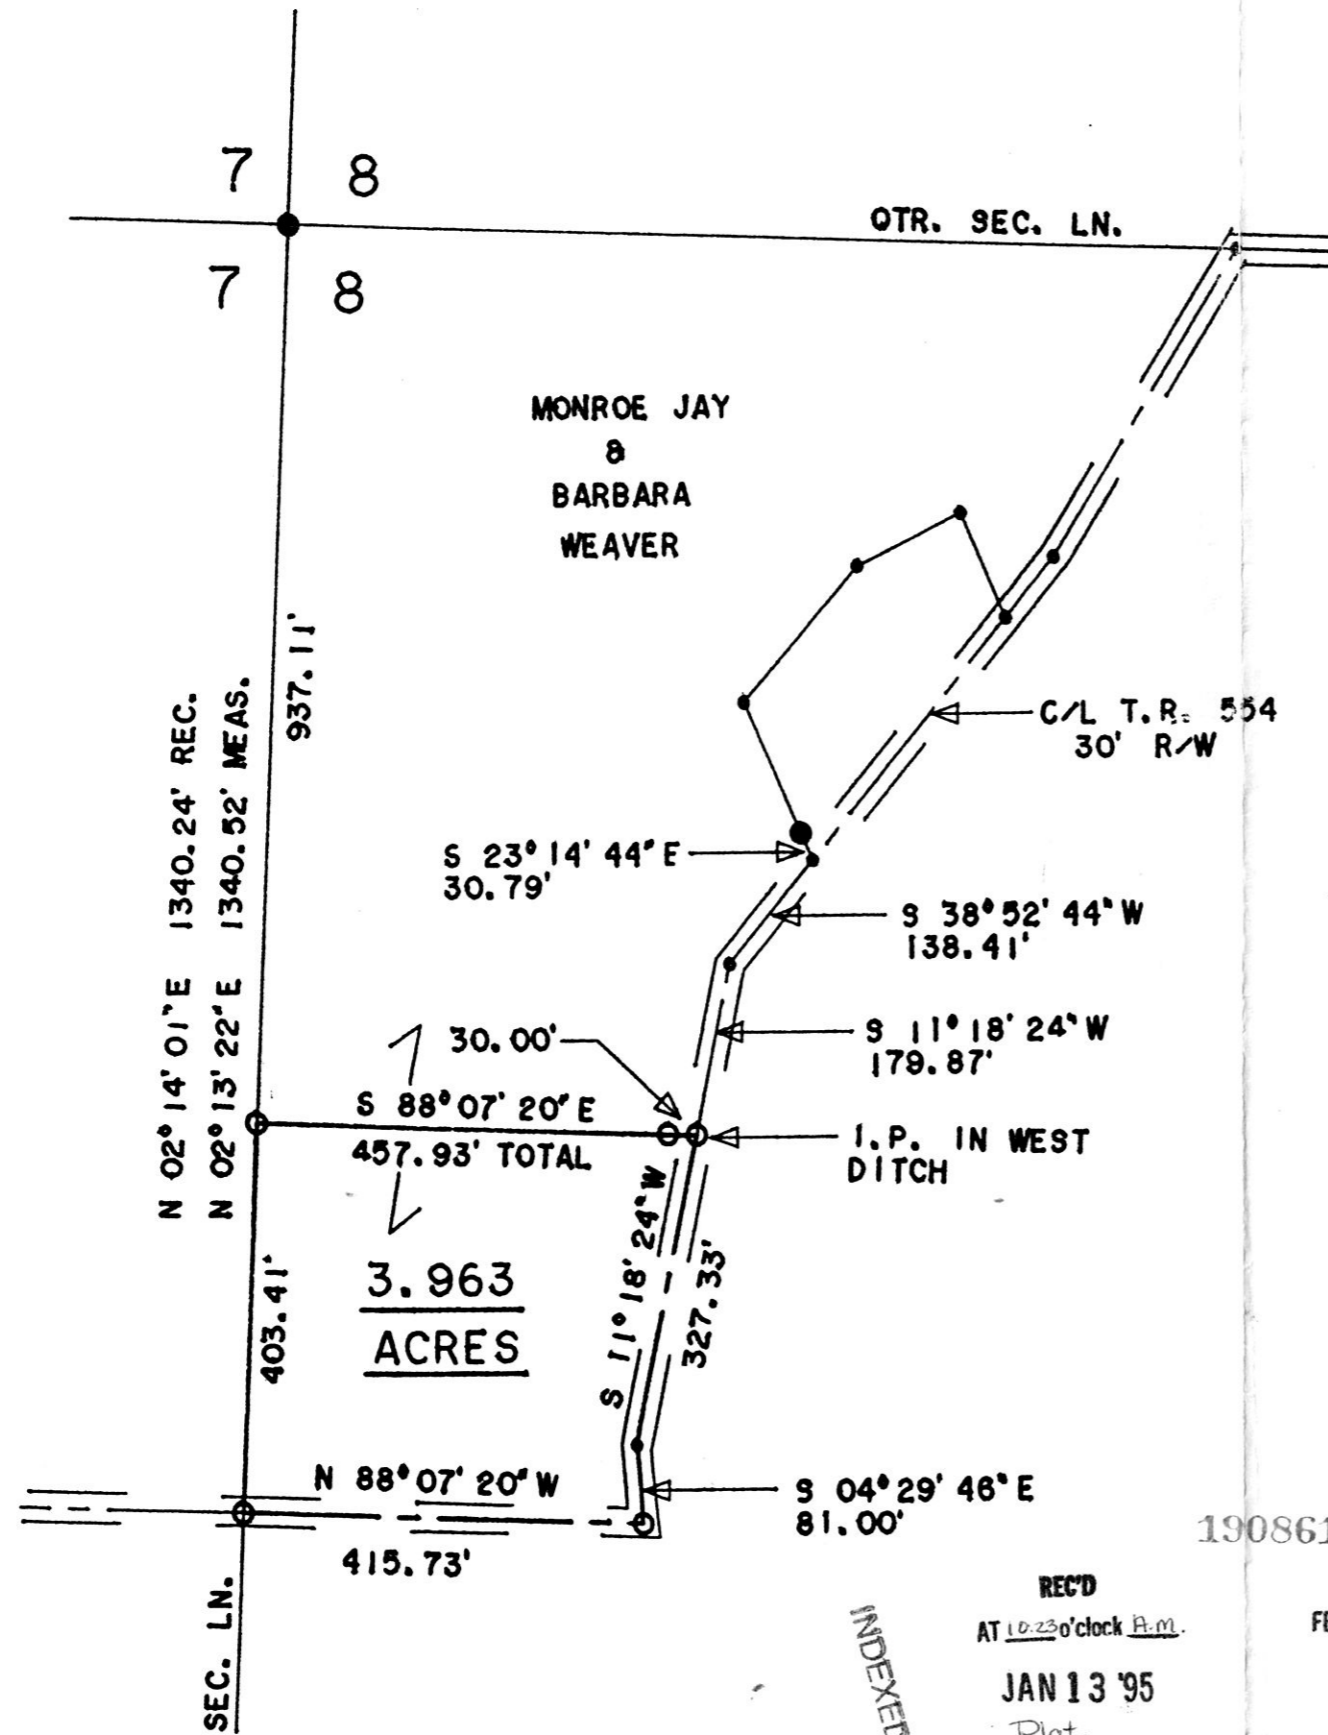 7 8
QTR. SEC. LN.
7 8
MONROE JAY
&
BARBARA
WEAVER
937.11'
N 02° 14' 01" E 1340.24' REC.
N 02° 13' 22" E 1340.52' MEAS.
C/L T.R. 554
30' R/W
S 23° 14' 44" E
30.79'
S 38° 52' 44" W
138.41'
S 11° 18' 24" W
179.87'
30.00'
S 88° 07' 20" E
457.93' TOTAL
I.P. IN WEST
DITCH
S 11° 18' 24" W
327.33'
3.963
ACRES
403.41'
N 88° 07' 20" W
415.73'
S 04° 29' 46" E
81.00'
SEC. LN.
190861
REC'D
AT 10:23 o'clock A.M.
JAN 13 '95
Plat
INDEXED